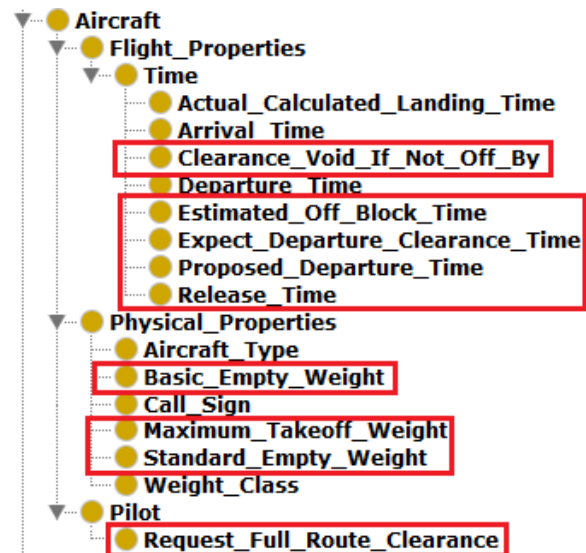 Aircraft
Flight_Properties
Time
Actual_Calculated_Landing_Time
Arrival_Time
Clearance_Void_If_Not_Off_By
Departure_Time
Estimated_Off_Block_Time
Expect_Departure_Clearance_Time
Proposed_Departure_Time
Release_Time
Physical_Properties
Aircraft_Type
Basic_Empty_Weight
Call_Sign
Maximum_Takeoff_Weight
Standard_Empty_Weight
Weight_Class
Pilot
Request_Full_Route_Clearance